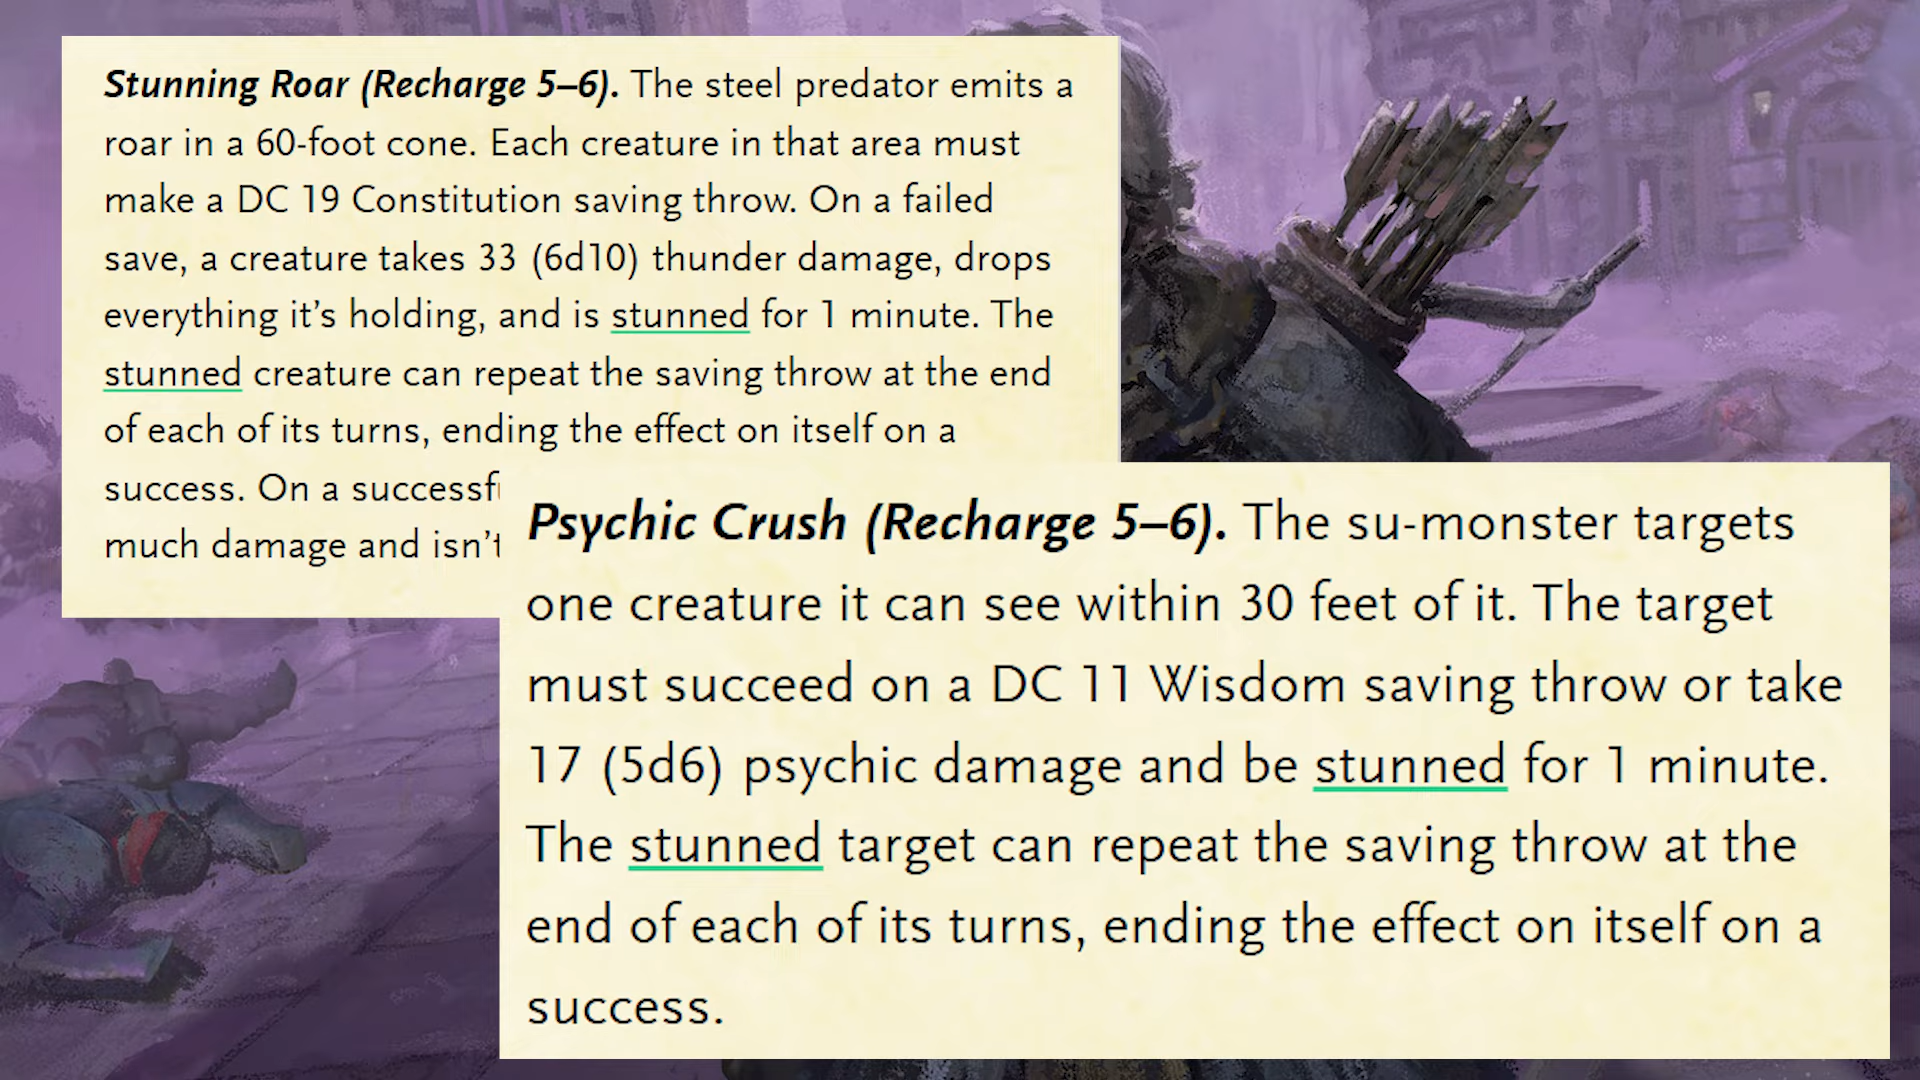 Stunning Roar (Recharge 5–6). The steel predator emits a
roar in a 60-foot cone. Each creature in that area must
make a DC 19 Constitution saving throw. On a failed
save, a creature takes 33 (6d10) thunder damage, drops
everything it’s holding, and is stunned for 1 minute. The
stunned creature can repeat the saving throw at the end
of each of its turns, ending the effect on itself on a
success. On a
much damage and
Psychic Crush (Recharge 5–6). The su-monster targets
one creature it can see within 30 feet of it. The target
must succeed on a DC 11 Wisdom saving throw or take
17 (5d6) psychic damage and be stunned for 1 minute.
The stunned target can repeat the saving throw at the
end of each of its turns, ending the effect on itself on a
success.